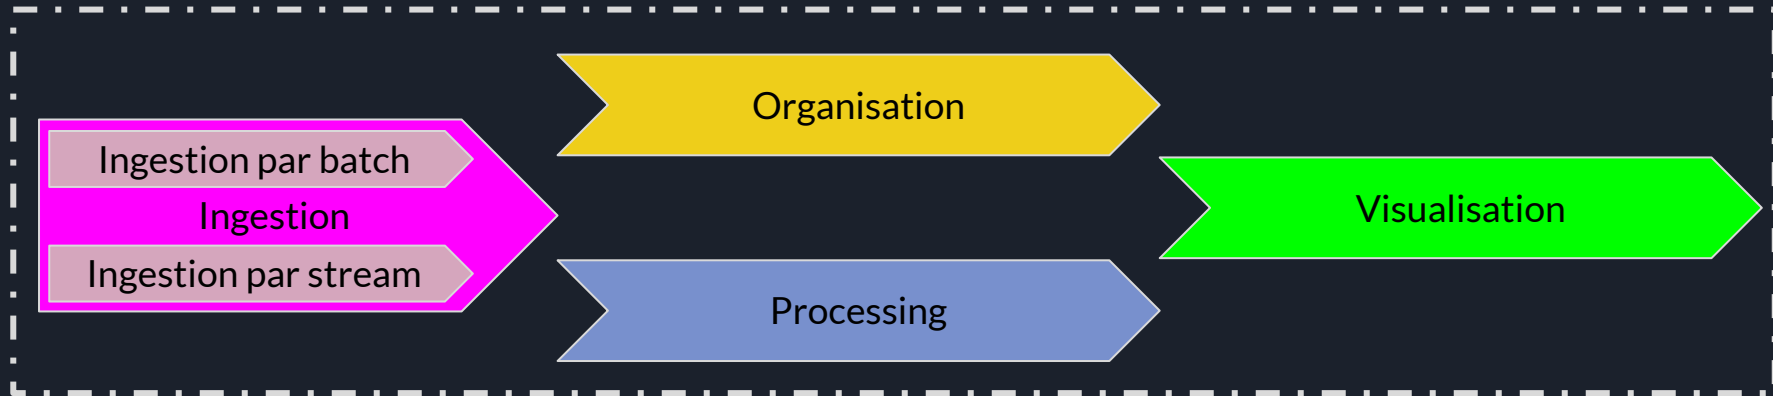 Ingestion par batch
Ingestion
Ingestion par stream
Organisation
Processing
Visualisation